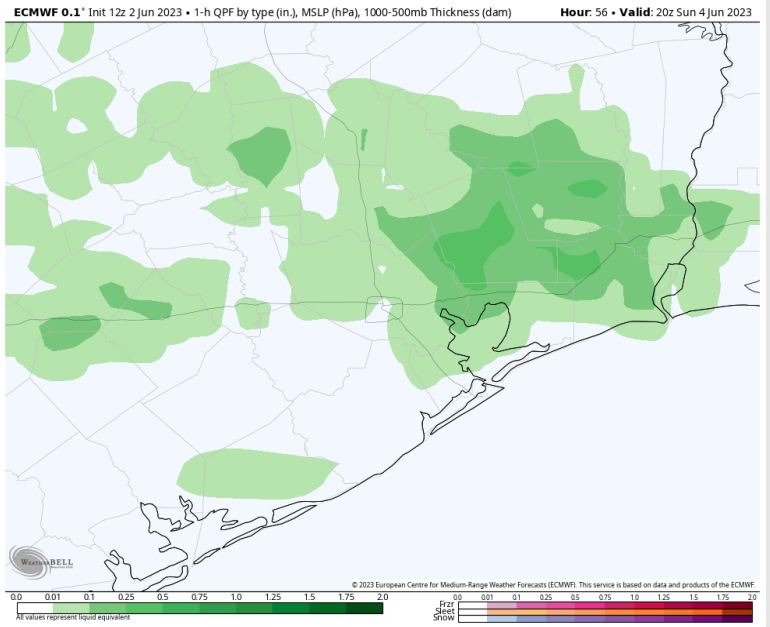 ECMWF 0.1° Init 12z 2 Jun 2023 • 1-h QPF by type (in.), MSLP (hPa), 1000-500mb Thickness (dam) Hour: 56 • Valid: 20z Sun 4 Jun 2023
WEATHERBELL
© 2023 European Centre for Medium-Range Weather Forecasts (ECMWF). This service is based on data and products of the ECMWF.
0.0 0.01 0.1 0.25 0.5 0.75 1.0 1.25 1.5 1.75 2.0
All values represent liquid equivalent
0.0 0.01 0.1 0.25 0.5 0.75 1.0 1.25 1.5 1.75 2.0
Frzr
Sleet
Snow